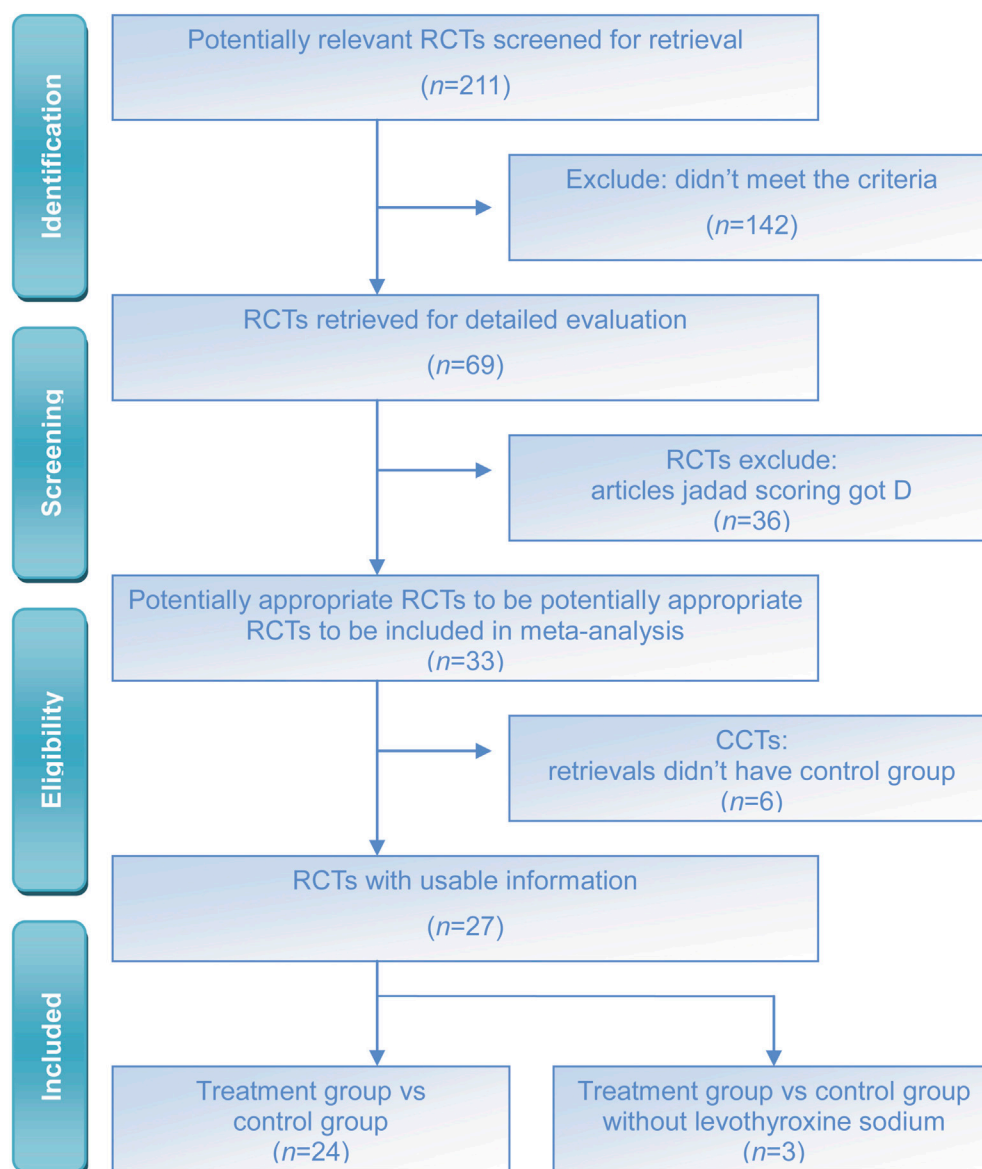 Identification
Potentially relevant RCTs screened for retrieval
(n=211)
Exclude: didn't meet the criteria
(n=142)
Screening
RCTs retrieved for detailed evaluation
(n=69)
RCTs exclude:
articles jadad scoring got D
(n=36)
Eligibility
Potentially appropriate RCTs to be potentially appropriate
RCTs to be included in meta-analysis
(n=33)
CCTs:
retrievals didn't have control group
(n=6)
RCTs with usable information
(n=27)
Included
Treatment group vs
control group
(n=24)
Treatment group vs control group
without levothyroxine sodium
(n=3)